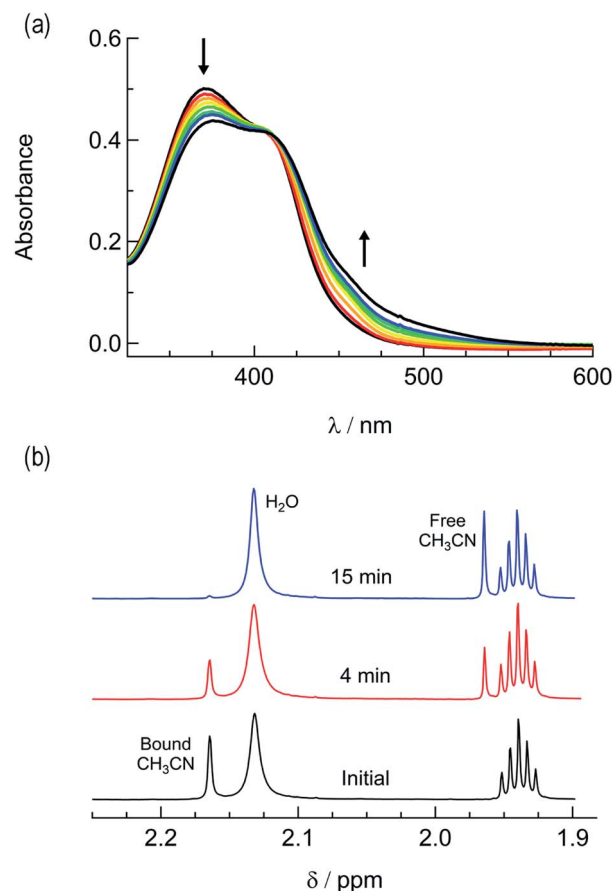 (a)
0.6
0.4
0.2
0.0
Absorbance
400
500
600
λ / nm
(b)
H₂O
Free
CH₃CN
15 min
4 min
Bound
CH₃CN
Initial
2.2
2.1
2.0
1.9
δ / ppm